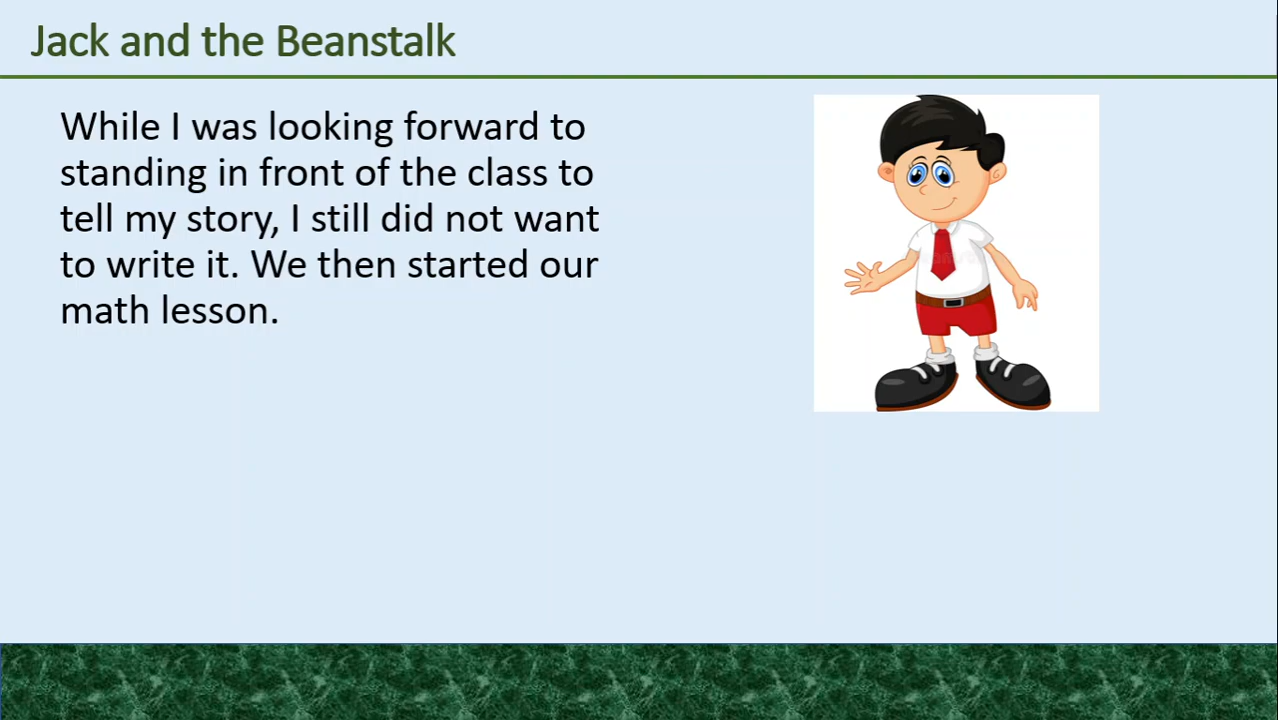 Jack and the Beanstalk
While I was looking forward to
standing in front of the class to
tell my story, I still did not want
to write it. We then started our
math lesson.